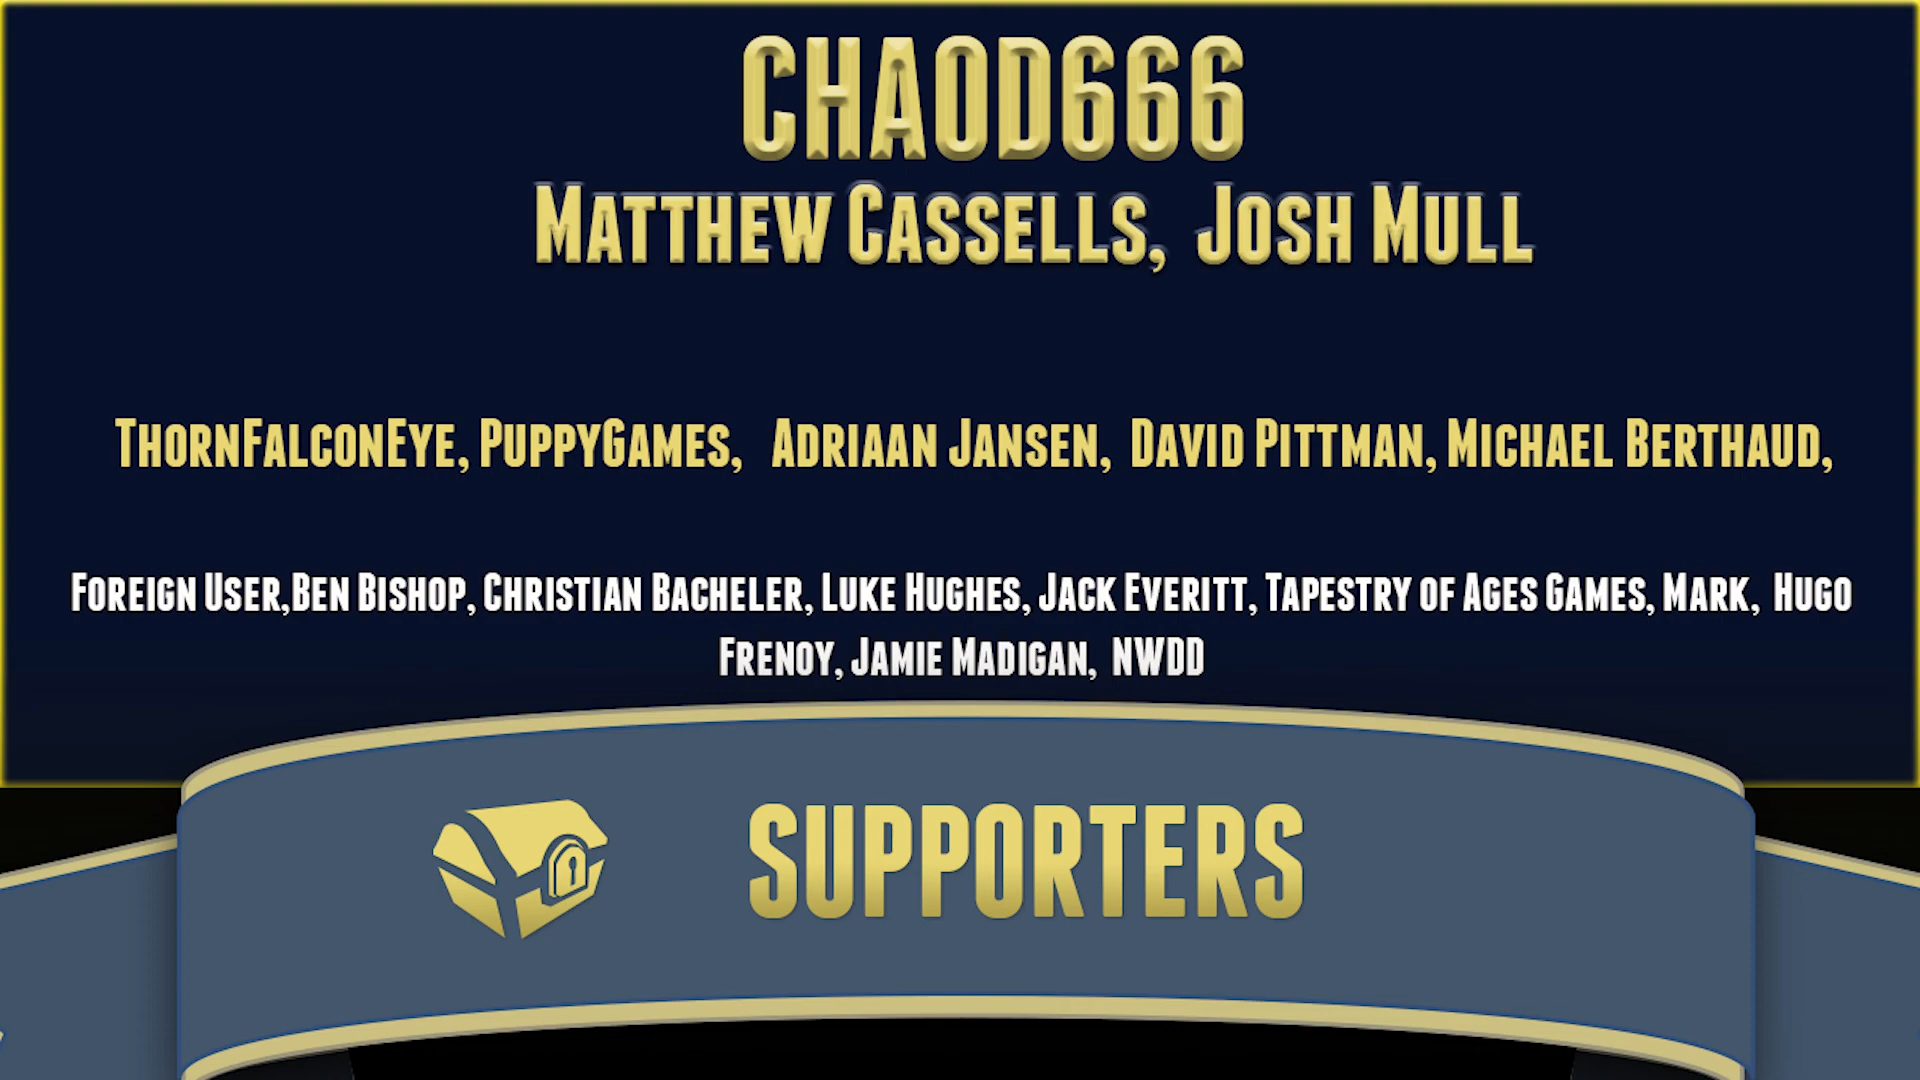 CHAOD666
Matthew Cassells, Josh Mull
ThornFalconEye, PuppyGames, Adriaan Jansen, David Pittman, Michael Berthaud,
Foreign User,Ben Bishop, Christian Bacheler, Luke Hughes, Jack Everitt, Tapestry of Ages Games, Mark, Hugo
Frenoy, Jamie Madigan, NWDD
SUPPORTERS